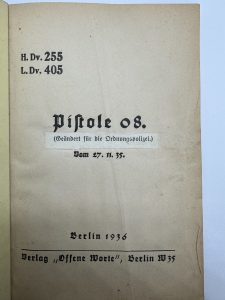 H. Dv. 255
L. Dv. 405
Pistole 08.
(Geändert für die Ordnungspolizei.)
Vom 27. 11. 35.
Berlin 1936
Verlag „Offene Worte“, Berlin W 35